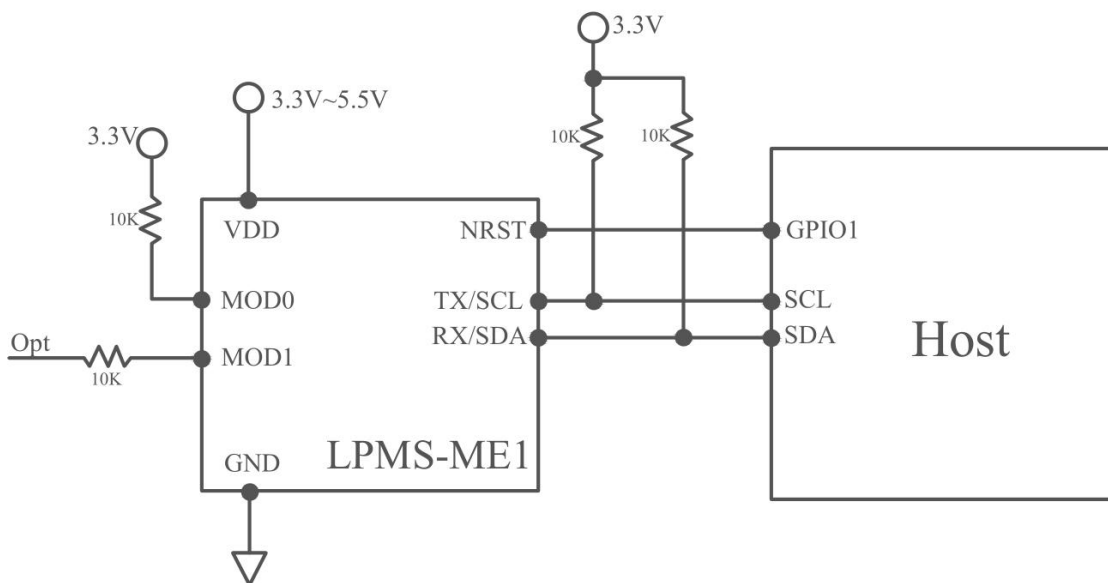 3.3V
3.3V~5.5V
3.3V
10K
10K
10K
VDD
NRST
GPIO1
MOD0
TX/SCL
SCL
Opt
MOD1
RX/SDA
SDA
Host
10K
GND
LPMS-ME1